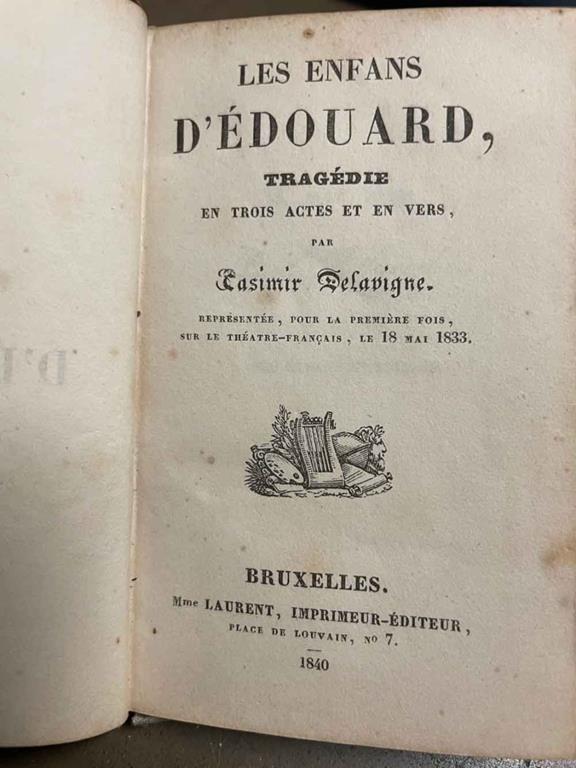 LES ENFANS
D'ÉDOUARD,
TRAGÉDIE
EN TROIS ACTES ET EN VERS,
PAR
Casimir Delavigne.
REPRÉSENTÉE, POUR LA PREMIÈRE FOIS,
SUR LE THÉATRE-FRANÇAIS, LE 18 MAI 1833.
BRUXELLES.
Mme LAURENT, IMPRIMEUR-ÉDITEUR,
PLACE DE LOUVAIN, NO 7.
1840